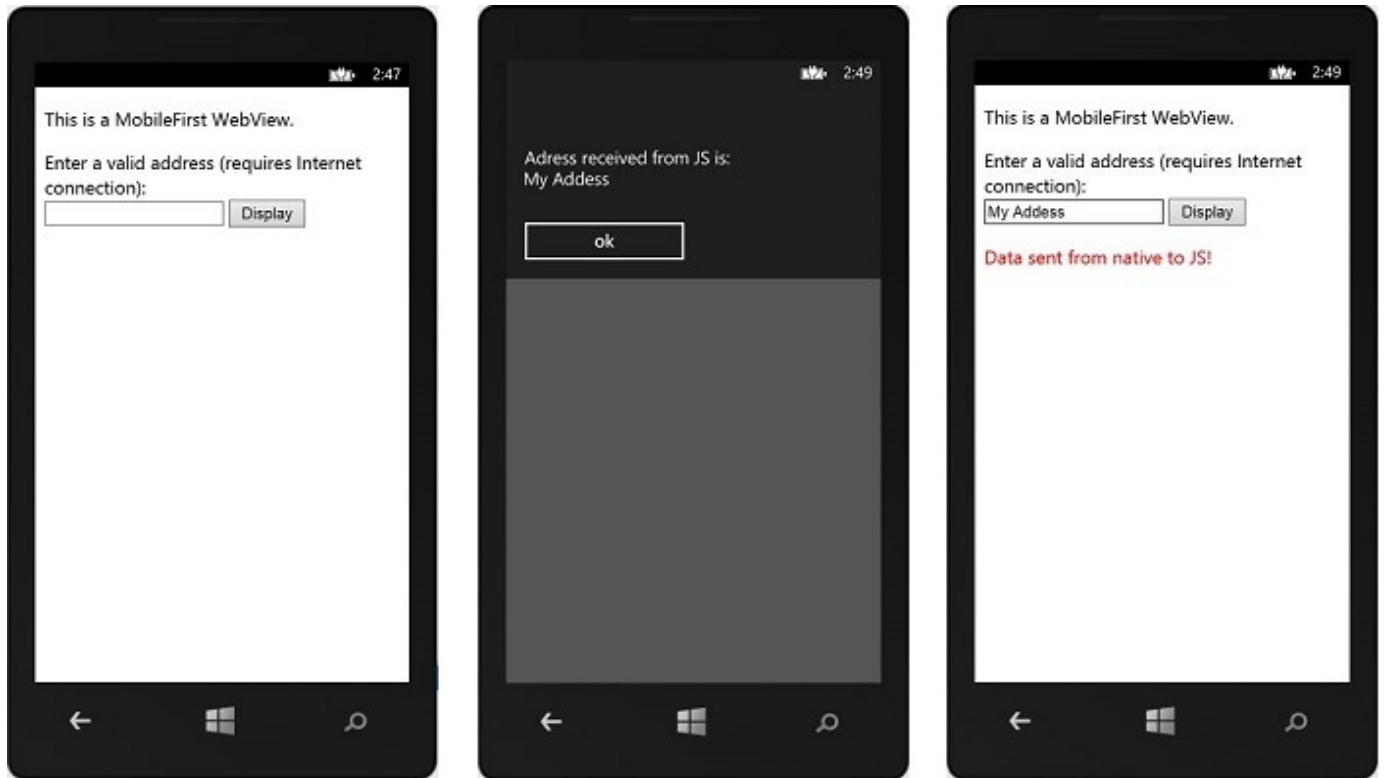 2:47
This is a MobileFirst WebView.
Enter a valid address (requires Internet
connection):
Display
2:49
Adress received from JS is:
My Addess
ok
2:49
This is a MobileFirst WebView.
Enter a valid address (requires Internet
connection):
My Addess
Display
Data sent from native to JS!